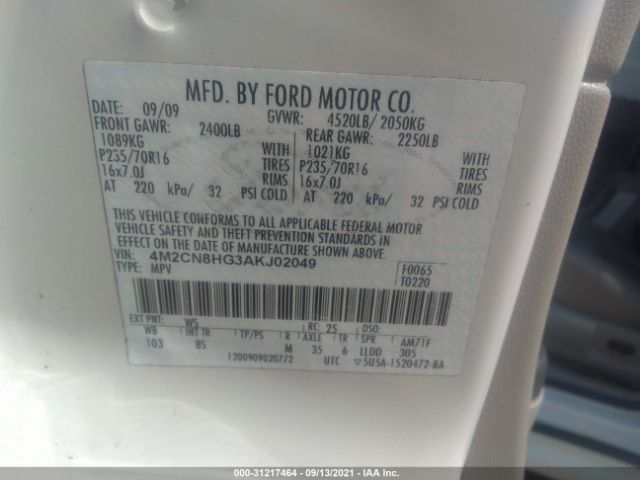 MFD. BY FORD MOTOR CO.
DATE: 09/09 GVWR: 4520LB/ 2050KG
FRONT GAWR: 2400LB REAR GAWR: 2250LB
1089KG WITH 1021KG WITH
P235/70R16 TIRES P235/70R16 TIRES
16x7.0J RIMS 16x7.0J RIMS
AT 220 kPa/ 32 PSI COLD AT 220 kPa/ 32 PSI COLD
THIS VEHICLE CONFORMS TO ALL APPLICABLE FEDERAL MOTOR
VEHICLE SAFETY AND THEFT PREVENTION STANDARDS IN
EFFECT ON THE DATE OF MANUFACTURE SHOWN ABOVE.
VIN: 4M2CN8HG3AKJ02049 F0065
TYPE: MPV T0220
EXT PNT: W5 RC: 25 DSO:
WB INT TR TP/PS R AXLE TR SPR AM71F
103 85 M 35 6 LLDD 305
1200909020772 UTC ▽5U5A-1520472-BA
000-31217464 - 09/13/2021 - IAA Inc.